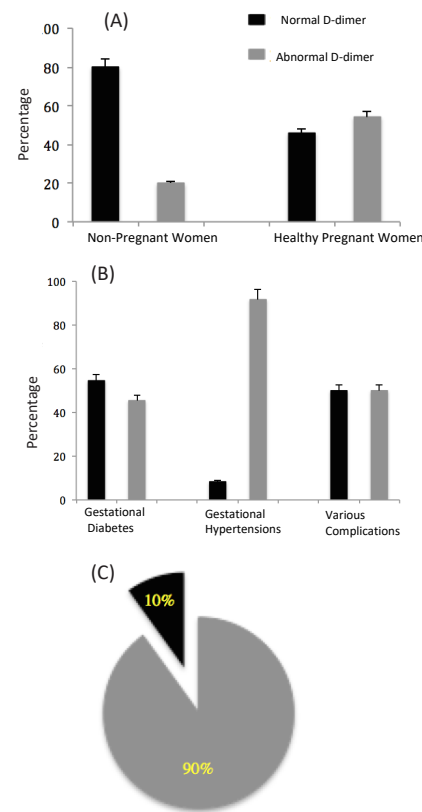 (A)
Normal D-dimer
Abnormal D-dimer
Percentage
00
80
60
40
20
0
Non-Pregnant Women
Healthy Pregnant Women
(B)
Percentage
100
80
60
40
20
0
Gestational
Diabetes
Gestational
Hypertensions
Various
Complications
(C)
10%
90%